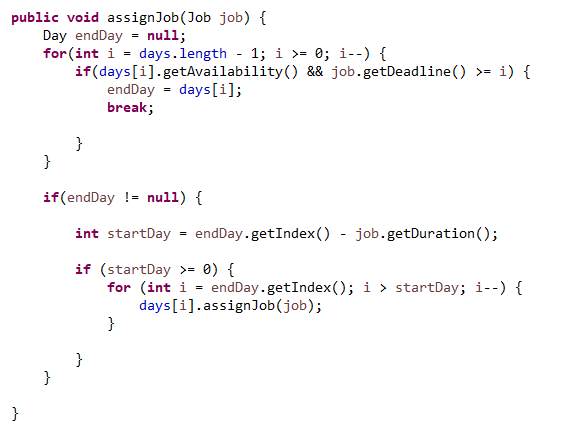 public void assignJob(Job job) {
    Day endDay = null;
    for(int i = days.length - 1; i >= 0; i--) {
        if(days[i].getAvailability() && job.getDeadline() >= i) {
            endDay = days[i];
            break;

        }
    }

    if(endDay != null) {

        int startDay = endDay.getIndex() - job.getDuration();

        if (startDay >= 0) {
            for (int i = endDay.getIndex(); i > startDay; i--) {
                days[i].assignJob(job);
            }

        }
    }

}